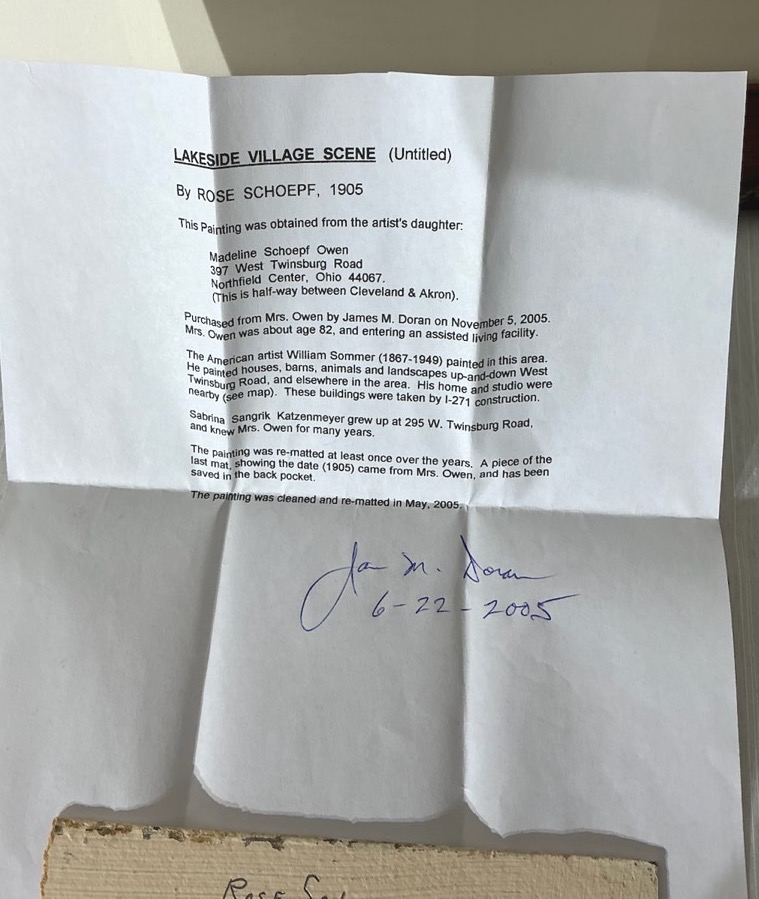 LAKESIDE VILLAGE SCENE (Untitled)
By ROSE SCHOEPF, 1905
This Painting was obtained from the artist's daughter:
Madeline Schoepf Owen
397 West Twinsburg Road
Northfield Center, Ohio 44067.
(This is half-way between Cleveland & Akron).
Purchased from Mrs. Owen by James M. Doran on November 5, 2005.
Mrs. Owen was about age 82, and entering an assisted living facility.
The American artist William Sommer (1867-1949) painted in this area.
He painted houses, barns, animals and landscapes up-and-down West
Twinsburg Road, and elsewhere in the area. His home and studio were
nearby (see map). These buildings were taken by I-271 construction.
Sabrina Sangrik Katzenmeyer grew up at 295 W. Twinsburg Road,
and knew Mrs. Owen for many years.
The painting was re-matted at least once over the years. A piece of the
last mat, showing the date (1905) came from Mrs. Owen, and has been
saved in the back pocket.
The painting was cleaned and re-matted in May, 2005.
M. Doran
6-22-2005
Rose